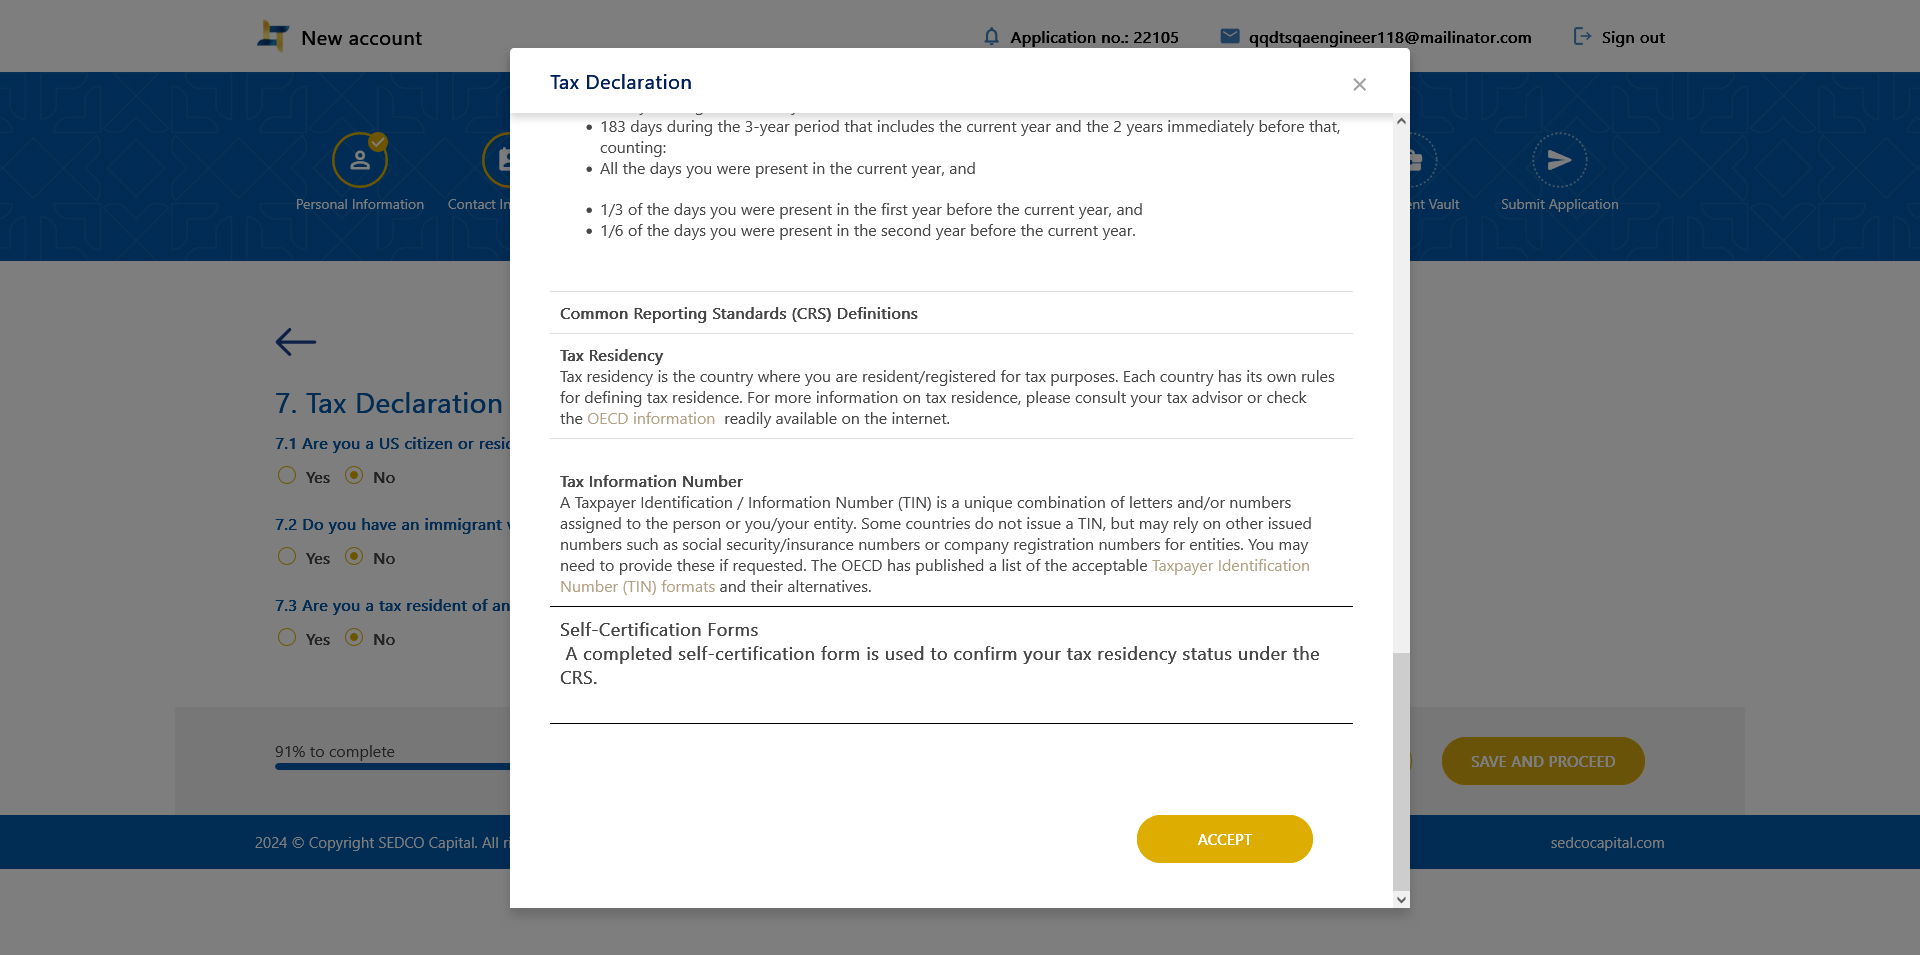 New account
Application no.: 22105
qqdtsqaengineer118@mailinator.com
Sign out
Personal Information
Contact In
nt Vault
Submit Application
Tax Declaration
• 183 days during the 3-year period that includes the current year and the 2 years immediately before that,
counting:
• All the days you were present in the current year, and
• 1/3 of the days you were present in the first year before the current year, and
• 1/6 of the days you were present in the second year before the current year.
Common Reporting Standards (CRS) Definitions
Tax Residency
Tax residency is the country where you are resident/registered for tax purposes. Each country has its own rules
for defining tax residence. For more information on tax residence, please consult your tax advisor or check
the OECD information readily available on the internet.
Tax Information Number
A Taxpayer Identification / Information Number (TIN) is a unique combination of letters and/or numbers
assigned to the person or you/your entity. Some countries do not issue a TIN, but may rely on other issued
numbers such as social security/insurance numbers or company registration numbers for entities. You may
need to provide these if requested. The OECD has published a list of the acceptable Taxpayer Identification
Number (TIN) formats and their alternatives.
Self-Certification Forms
A completed self-certification form is used to confirm your tax residency status under the
CRS.
ACCEPT
7. Tax Declaration
7.1 Are you a US citizen or resi
Yes No
7.2 Do you have an immigrant
Yes No
7.3 Are you a tax resident of an
Yes No
91% to complete
SAVE AND PROCEED
2024 © Copyright SEDCO Capital. All ri
sedcocapital.com